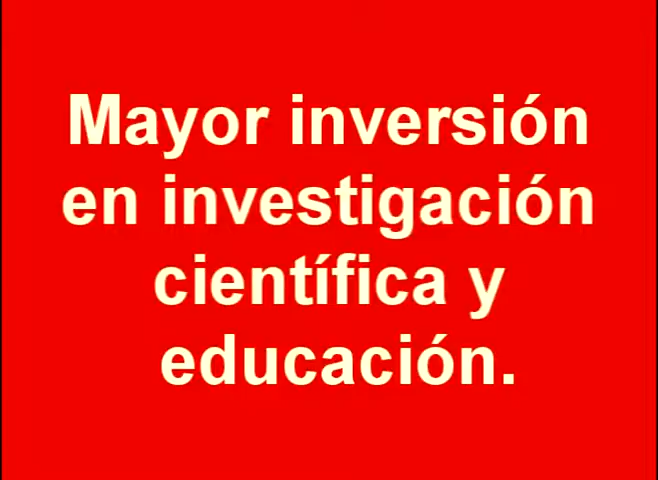 Mayor inversión
en investigación
científica y
educación.